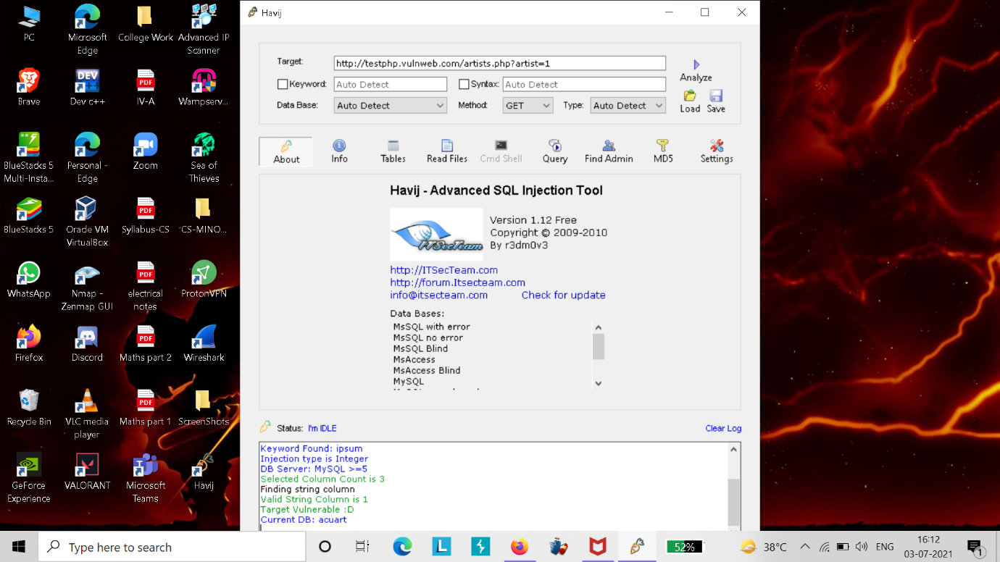 PC
Microsoft
Edge
College Work
Advanced IP
Scanner
Brave
Dev c++
IV-A
Wampserv...
BlueStacks 5
Multi-Insta...
Personal -
Edge
Zoom
Sea of
Thieves
BlueStacks 5
Oracle VM
VirtualBox
Syllabus-CS
"CS-MINO...
WhatsApp
Nmap -
Zenmap GUI
electrical
notes
ProtonVPN
Firefox
Discord
Maths part 2
Wireshark
Recycle Bin
VLC media
player
Maths part 1
ScreenShots
GeForce
Experience
VALORANT
Microsoft
Teams
Havij
DEV
PDF
PDF
PDF
PDF
PDF
Havij
Target: http://testphp.vulnweb.com/artists.php?artist=1
Analyze
Keyword: Auto Detect Syntax: Auto Detect
Data Base: Auto Detect Method: GET Type: Auto Detect
Load Save
About Info Tables Read Files Cmd Shell Query Find Admin MD5 Settings
Havij - Advanced SQL Injection Tool
ITSecTeam
Version 1.12 Free
Copyright © 2009-2010
By r3dm0v3
http://ITSecTeam.com
http://forum.Itsecteam.com
info@itsecteam.com Check for update
Data Bases:
MsSQL with error
MsSQL no error
MsSQL Blind
MsAccess
MsAccess Blind
MySQL
Status: I'm IDLE Clear Log
Keyword Found: ipsum
Injection type is Integer
DB Server: MySQL >=5
Selected Column Count is 3
Finding string column
Valid String Column is 1
Target Vulnerable :D
Current DB: acuart
Type here to search
L
52%
38°C
ENG
16:12
03-07-2021
1